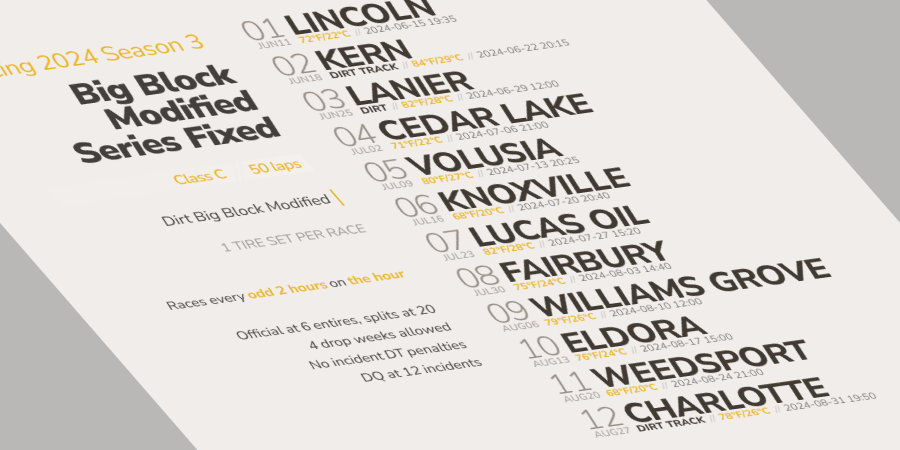 2024 Season 3
Big Block
Modified
Series Fixed
Class C 50 laps
Dirt Big Block Modified
1 TIRE SET PER RACE
Races every odd 2 hours on the hour
Official at 6 entires, splits at 20
4 drop weeks allowed
No incident DT penalties
DQ at 12 incidents
01 LINCOLN
JUN11 72°F/22°C // 2024-06-15 19:35
02 KERN
JUN18 DIRT TRACK // 84°F/29°C // 2024-06-22 20:15
03 LANIER
JUN25 DIRT // 82°F/28°C // 2024-06-29 12:00
04 CEDAR LAKE
JUL02 71°F/22°C // 2024-07-06 21:00
05 VOLUSIA
JUL09 80°F/27°C // 2024-07-13 20:25
06 KNOXVILLE
JUL16 68°F/20°C // 2024-07-20 20:40
07 LUCAS OIL
JUL23 82°F/28°C // 2024-07-27 15:20
08 FAIRBURY
JUL30 75°F/24°C // 2024-08-03 14:40
09 WILLIAMS GROVE
AUG06 79°F/26°C // 2024-08-10 12:00
10 ELDORA
AUG13 76°F/24°C // 2024-08-17 15:00
11 WEEDSPORT
AUG20 68°F/20°C // 2024-08-24 21:00
12 CHARLOTTE
AUG27 DIRT TRACK // 78°F/26°C // 2024-08-31 19:50